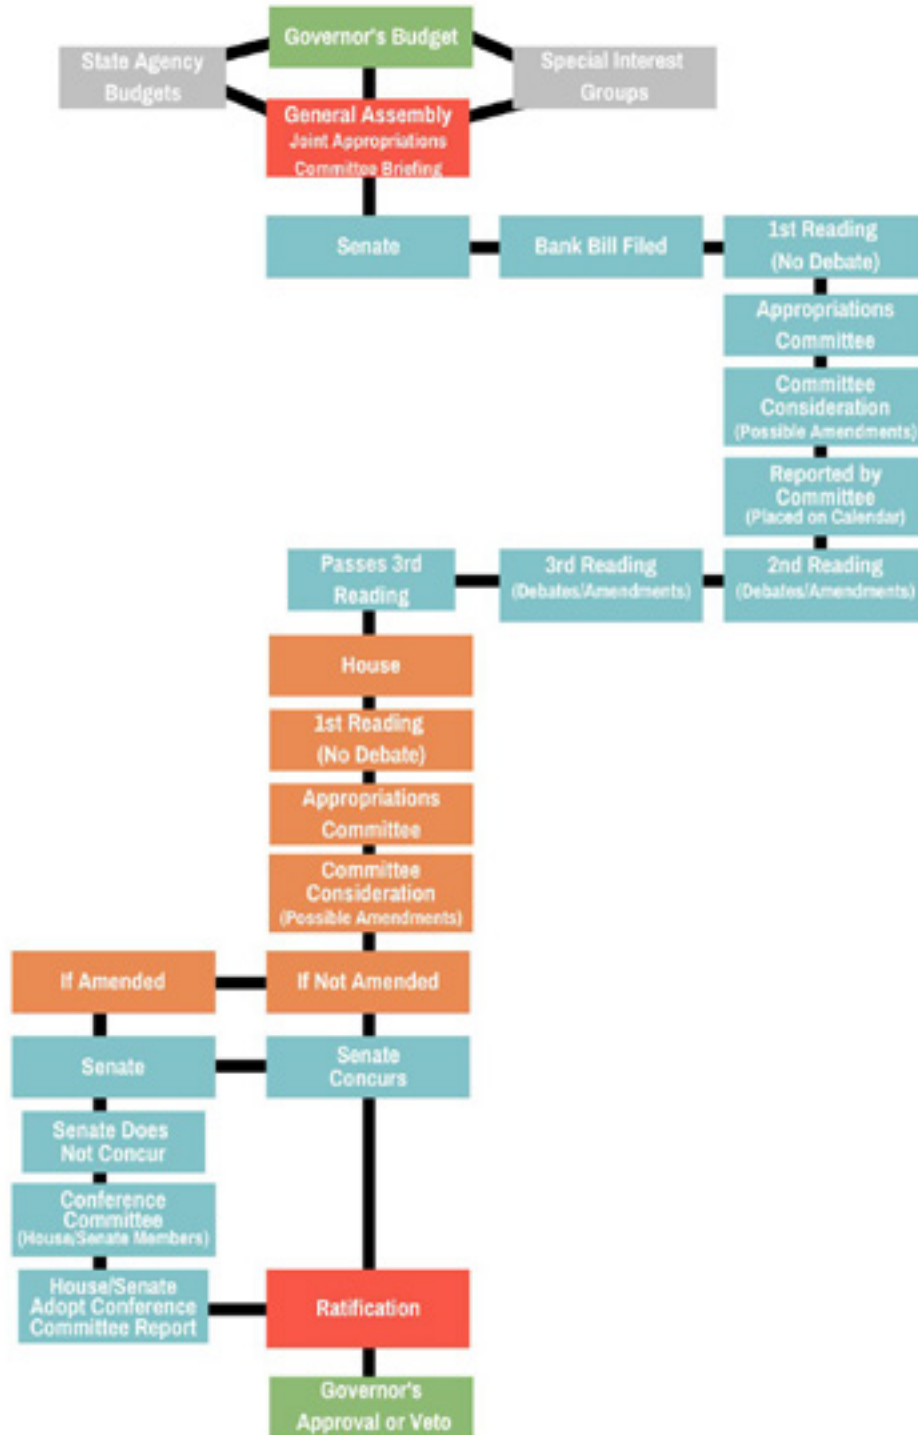 Governor's Budget
State Agency
Budgets
Special Interest
Groups
General Assembly
Joint Appropriations
Committee Briefing
Senate
Bank Bill Filed
1st Reading
(No Debate)
Appropriations
Committee
Committee
Consideration
(Possible Amendments)
Reported by
Committee
(Placed on Calendar)
2nd Reading
(Debates/Amendments)
3rd Reading
(Debates/Amendments)
Passes 3rd
Reading
House
1st Reading
(No Debate)
Appropriations
Committee
Committee
Consideration
(Possible Amendments)
If Amended
If Not Amended
Senate
Senate
Concurs
Senate Does
Not Concur
Conference
Committee
(House/Senate Members)
House/Senate
Adopt Conference
Committee Report
Ratification
Governor's
Approval or Veto